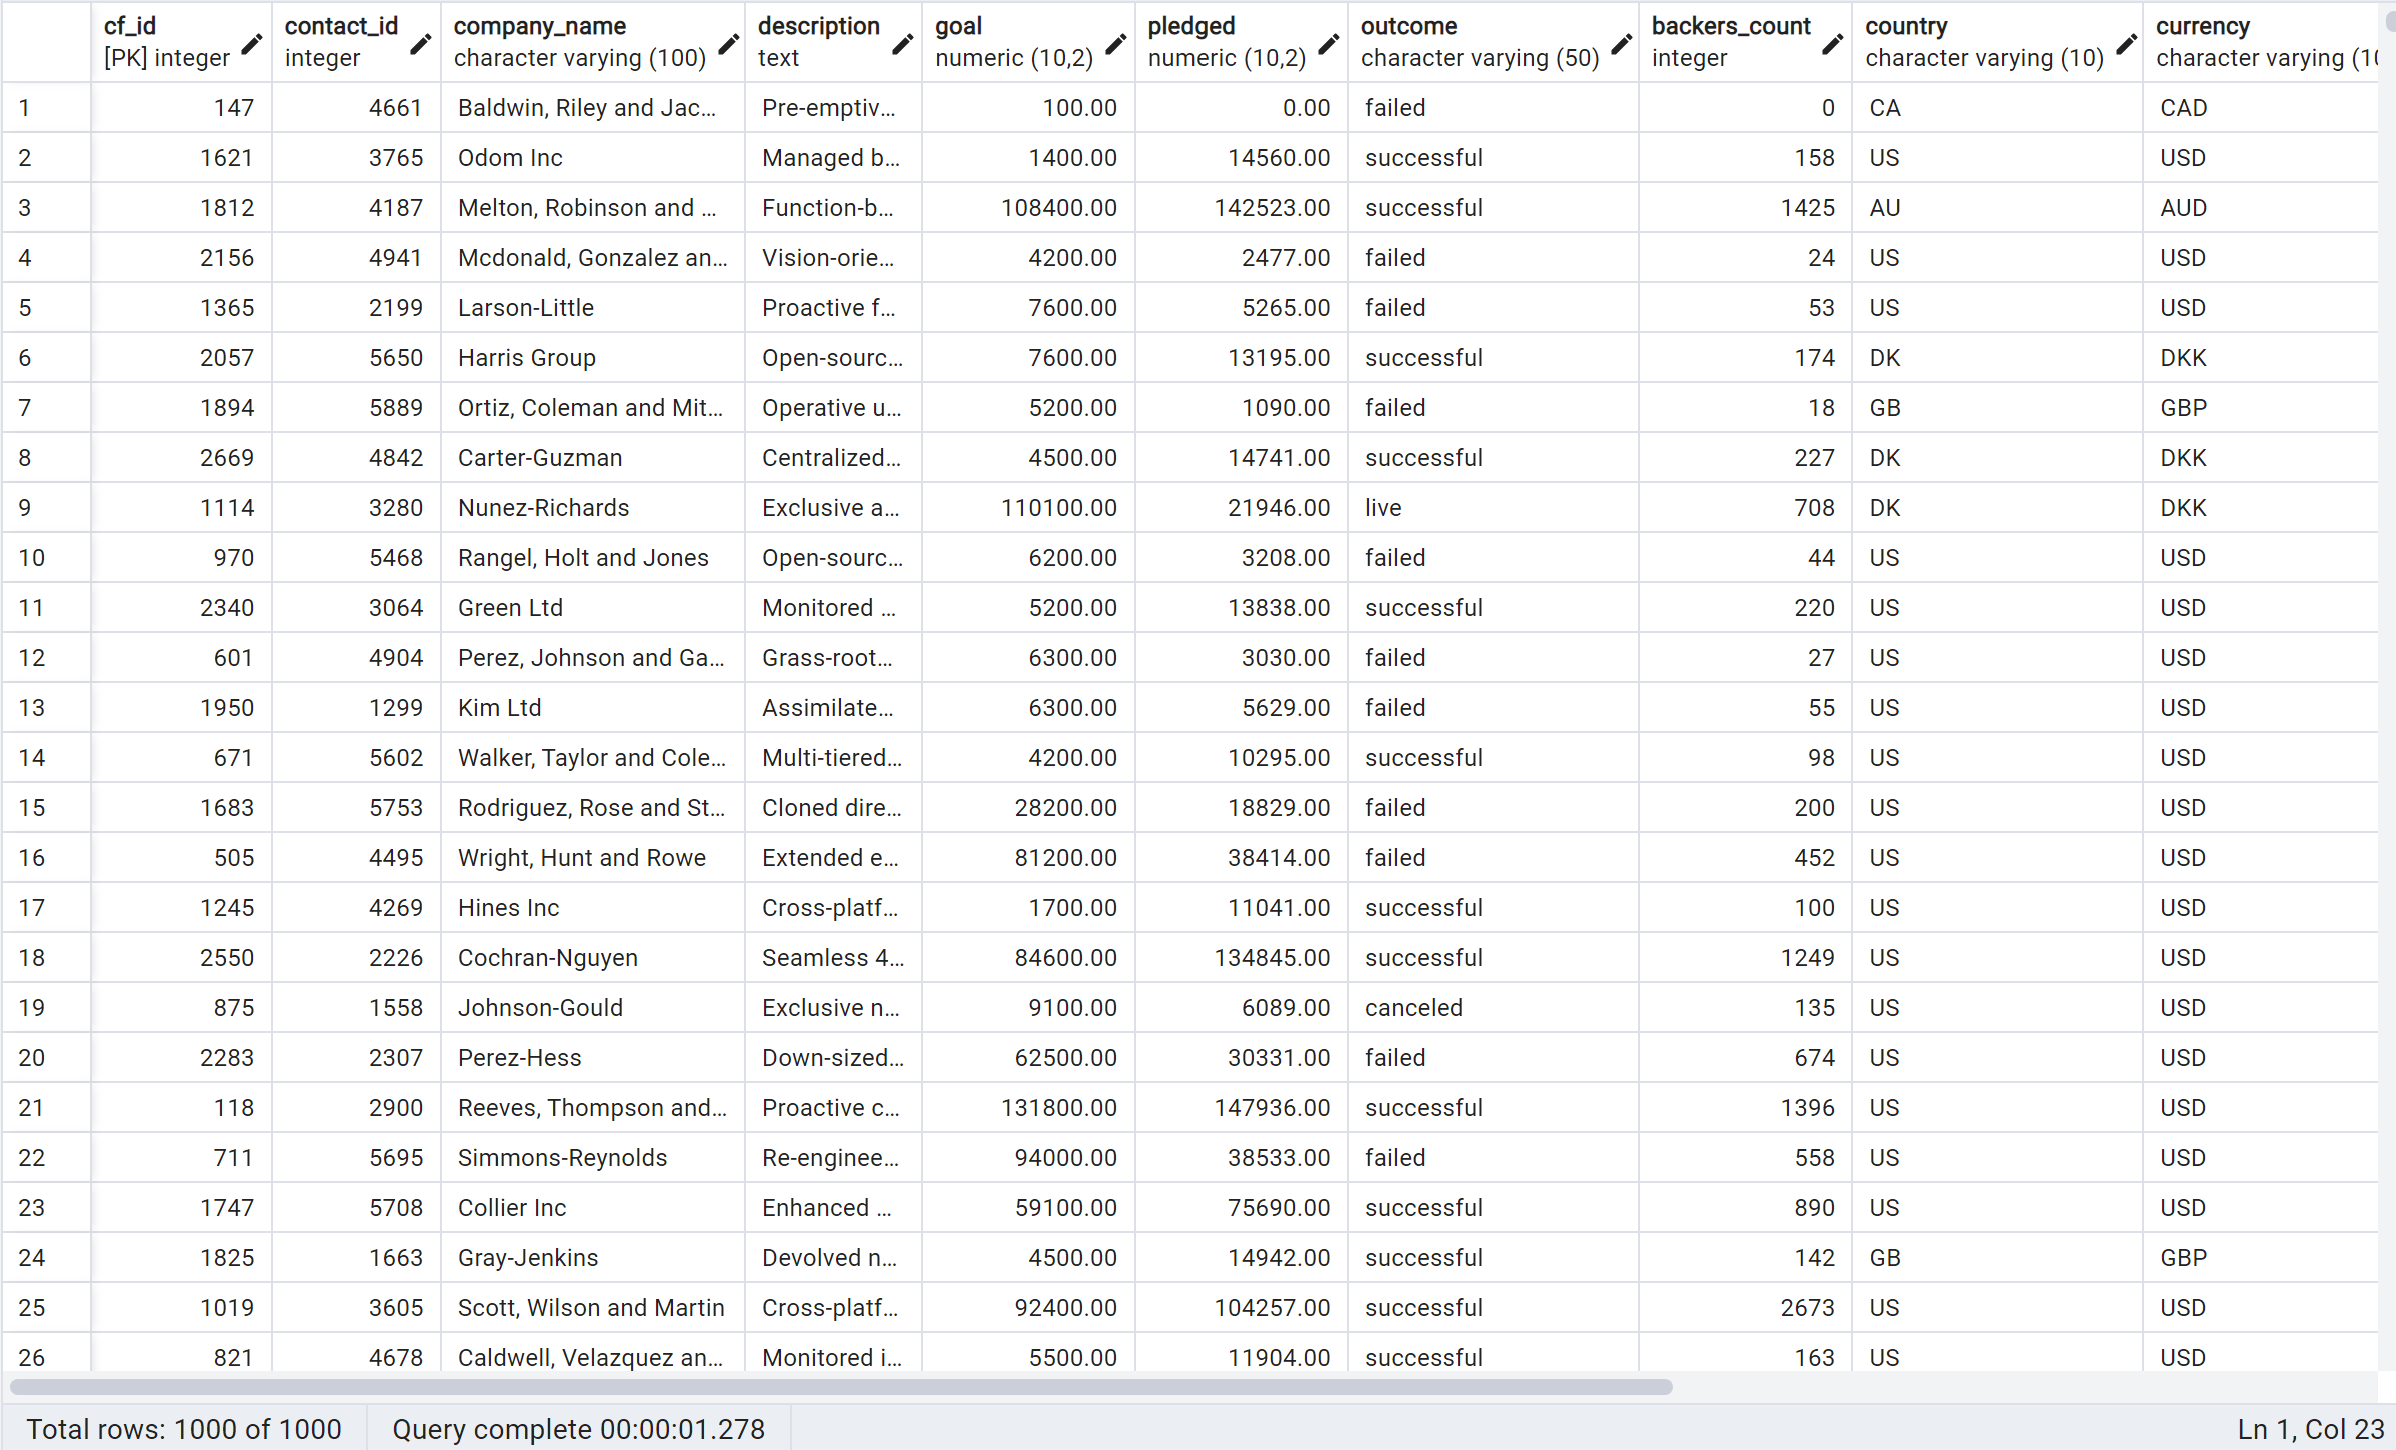 cf_id contact_id company_name description goal pledged outcome backers_count country currency
[PK] integer integer character varying (100) text numeric (10,2) numeric (10,2) character varying (50) integer character varying (10) character varying (10
1 147 4661 Baldwin, Riley and Jac... Pre-emptiv... 100.00 0.00 failed 0 CA CAD
2 1621 3765 Odom Inc Managed b... 1400.00 14560.00 successful 158 US USD
3 1812 4187 Melton, Robinson and ... Function-b... 108400.00 142523.00 successful 1425 AU AUD
4 2156 4941 Mcdonald, Gonzalez an... Vision-orie... 4200.00 2477.00 failed 24 US USD
5 1365 2199 Larson-Little Proactive f... 7600.00 5265.00 failed 53 US USD
6 2057 5650 Harris Group Open-sourc... 7600.00 13195.00 successful 174 DK DKK
7 1894 5889 Ortiz, Coleman and Mit... Operative u... 5200.00 1090.00 failed 18 GB GBP
8 2669 4842 Carter-Guzman Centralized... 4500.00 14741.00 successful 227 DK DKK
9 1114 3280 Nunez-Richards Exclusive a... 110100.00 21946.00 live 708 DK DKK
10 970 5468 Rangel, Holt and Jones Open-sourc... 6200.00 3208.00 failed 44 US USD
11 2340 3064 Green Ltd Monitored ... 5200.00 13838.00 successful 220 US USD
12 601 4904 Perez, Johnson and Ga... Grass-root... 6300.00 3030.00 failed 27 US USD
13 1950 1299 Kim Ltd Assimilate... 6300.00 5629.00 failed 55 US USD
14 671 5602 Walker, Taylor and Cole... Multi-tiered... 4200.00 10295.00 successful 98 US USD
15 1683 5753 Rodriguez, Rose and St... Cloned dire... 28200.00 18829.00 failed 200 US USD
16 505 4495 Wright, Hunt and Rowe Extended e... 81200.00 38414.00 failed 452 US USD
17 1245 4269 Hines Inc Cross-platf... 1700.00 11041.00 successful 100 US USD
18 2550 2226 Cochran-Nguyen Seamless 4... 84600.00 134845.00 successful 1249 US USD
19 875 1558 Johnson-Gould Exclusive n... 9100.00 6089.00 canceled 135 US USD
20 2283 2307 Perez-Hess Down-sized... 62500.00 30331.00 failed 674 US USD
21 118 2900 Reeves, Thompson and... Proactive c... 131800.00 147936.00 successful 1396 US USD
22 711 5695 Simmons-Reynolds Re-enginee... 94000.00 38533.00 failed 558 US USD
23 1747 5708 Collier Inc Enhanced ... 59100.00 75690.00 successful 890 US USD
24 1825 1663 Gray-Jenkins Devolved n... 4500.00 14942.00 successful 142 GB GBP
25 1019 3605 Scott, Wilson and Martin Cross-platf... 92400.00 104257.00 successful 2673 US USD
26 821 4678 Caldwell, Velazquez an... Monitored i... 5500.00 11904.00 successful 163 US USD
Total rows: 1000 of 1000 Query complete 00:00:01.278 Ln 1, Col 23